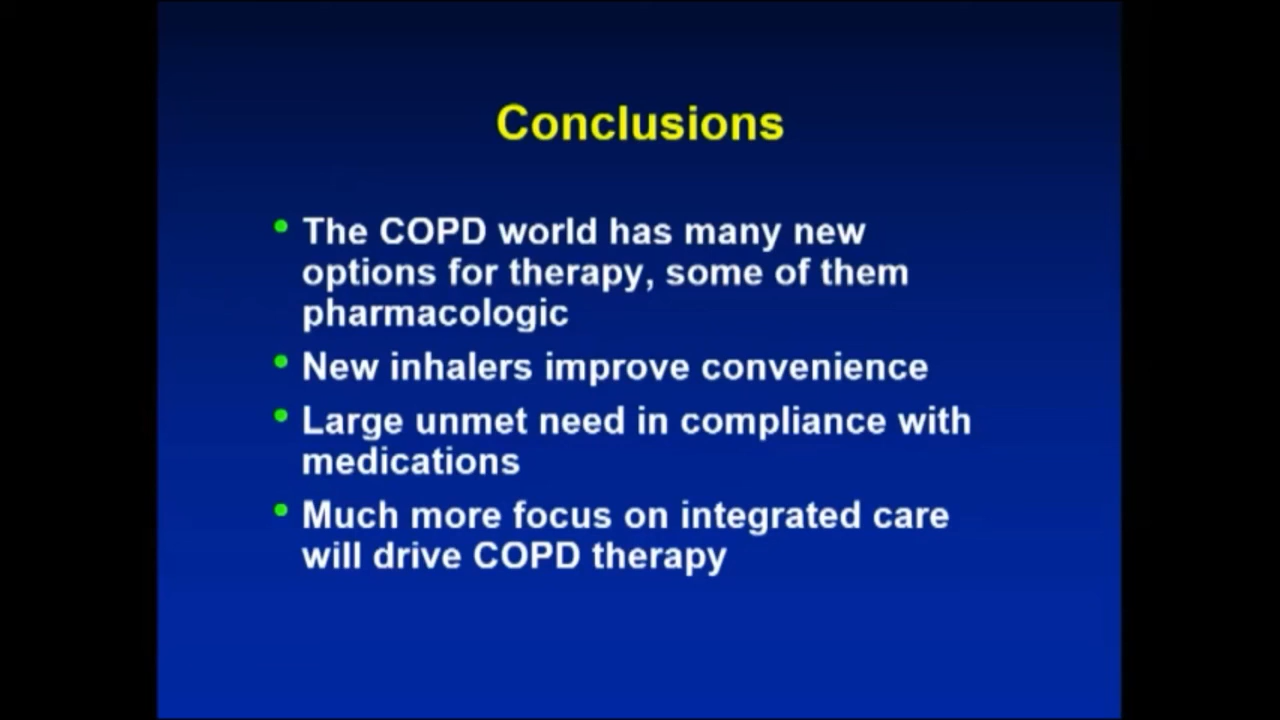 Conclusions
• The COPD world has many new
options for therapy, some of them
pharmacologic
• New inhalers improve convenience
• Large unmet need in compliance with
medications
• Much more focus on integrated care
will drive COPD therapy